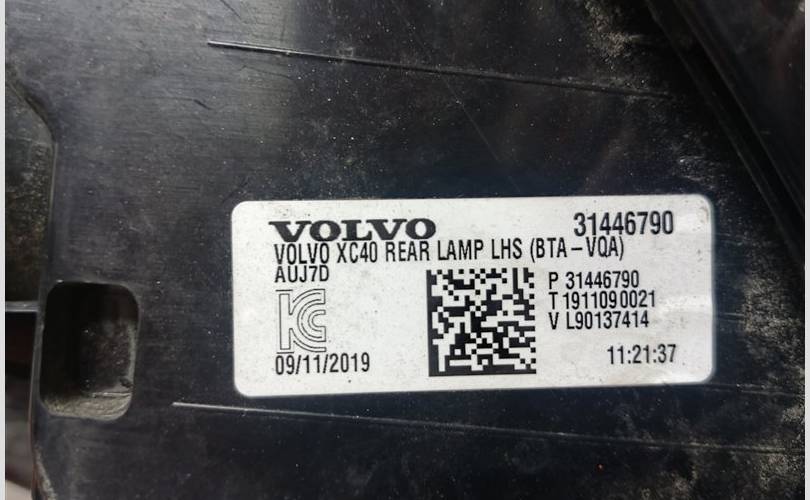 VOLVO 31446790
VOLVO XC40 REAR LAMP LHS (BTA-VQA)
AUJ7D
P 31446790
T 1911090021
V L90137414
KC
09/11/2019 11:21:37